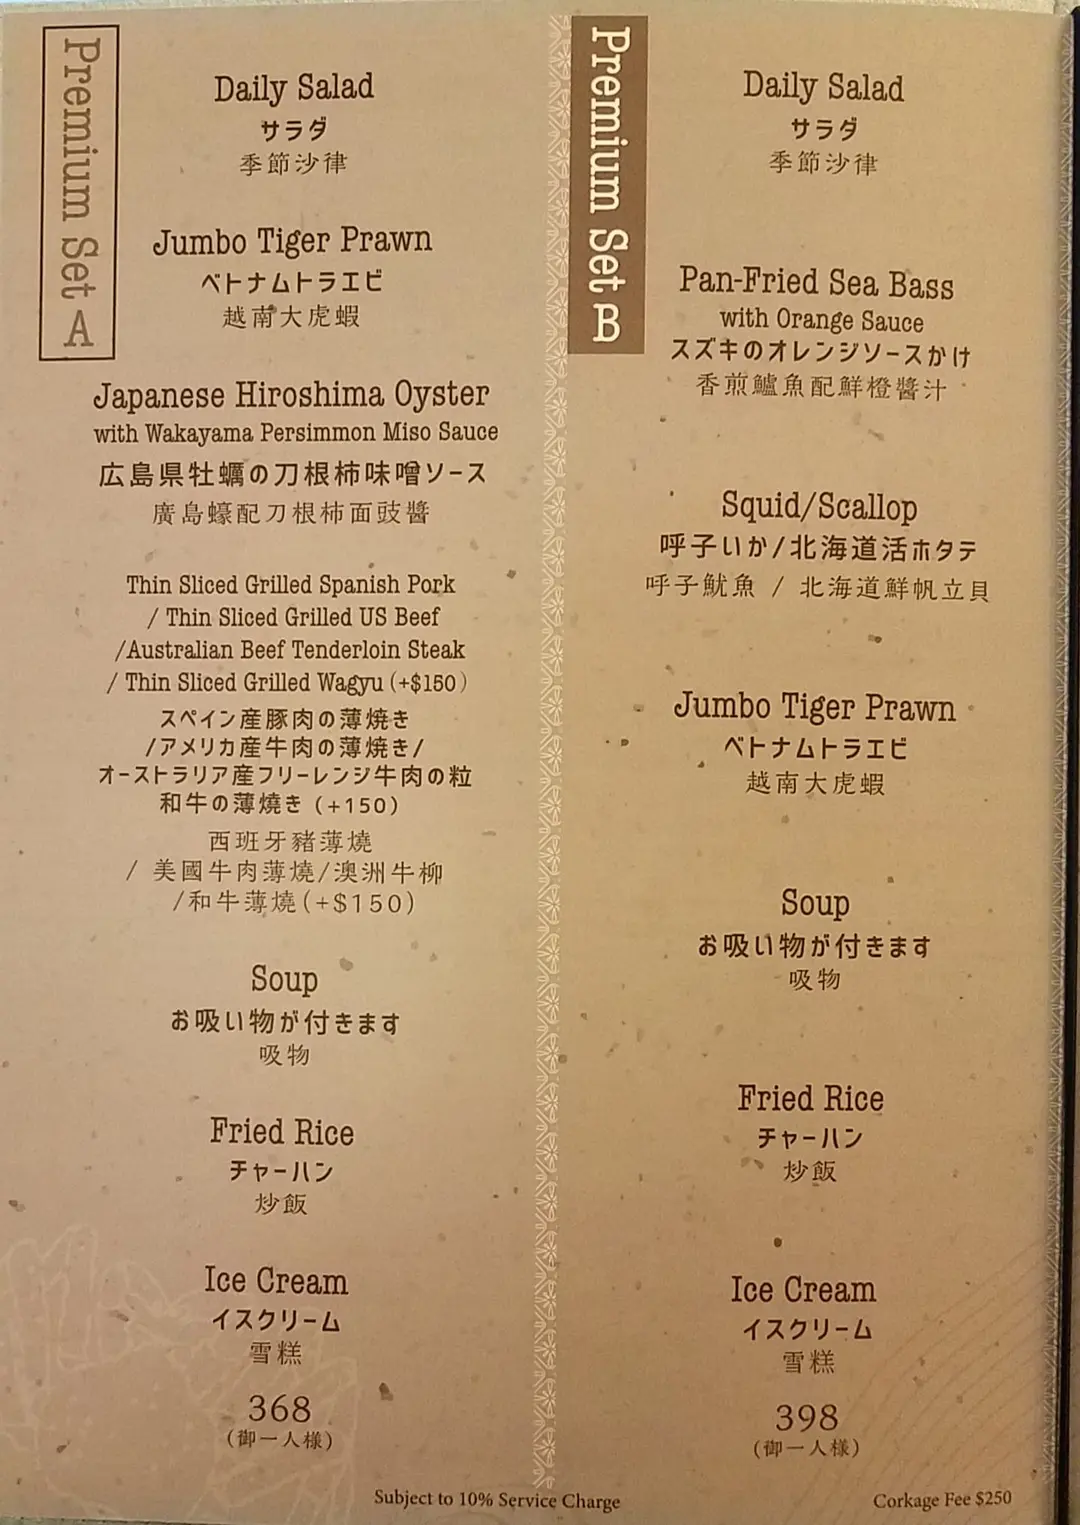 Premium Set A
Daily Salad
サラダ
季節沙律
Jumbo Tiger Prawn
ベトナムトラエビ
越南大虎蝦
Japanese Hiroshima Oyster
with Wakayama Persimmon Miso Sauce
広島県牡蠣の刀根柿味噌ソース
廣島蠔配刀根柿面豉醬
Thin Sliced Grilled Spanish Pork
/ Thin Sliced Grilled US Beef
/Australian Beef Tenderloin Steak
/ Thin Sliced Grilled Wagyu (+$150)
スペイン産豚肉の薄焼き
/アメリカ産牛肉の薄焼き/
オーストラリア産フリーレンジ牛肉の粒
和牛の薄焼き (+150)
西班牙豬薄燒
/ 美國牛肉薄燒/澳洲牛柳
/和牛薄燒(+$150)
Soup
お吸い物が付きます
吸物
Fried Rice
チャーハン
炒飯
Ice Cream
イスクリーム
雪糕
368
(御一人様)
Premium Set B
Daily Salad
サラダ
季節沙律
Pan-Fried Sea Bass
with Orange Sauce
スズキのオレンジソースかけ
香煎鱸魚配鮮橙醬汁
Squid/Scallop
呼子いか/北海道活ホタテ
呼子魷魚 / 北海道鮮帆立貝
Jumbo Tiger Prawn
ベトナムトラエビ
越南大虎蝦
Soup
お吸い物が付きます
吸物
Fried Rice
チャーハン
炒飯
Ice Cream
イスクリーム
雪糕
398
(御一人様)
Subject to 10% Service Charge
Corkage Fee $250